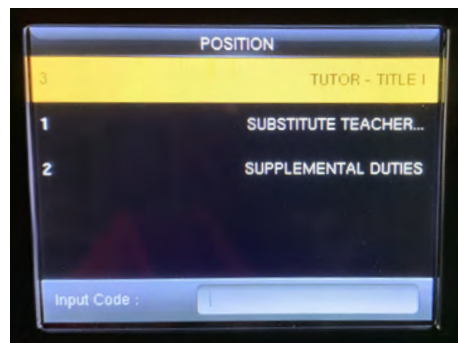 POSITION
3 TUTOR - TITLE I
1 SUBSTITUTE TEACHER...
2 SUPPLEMENTAL DUTIES
Input Code :